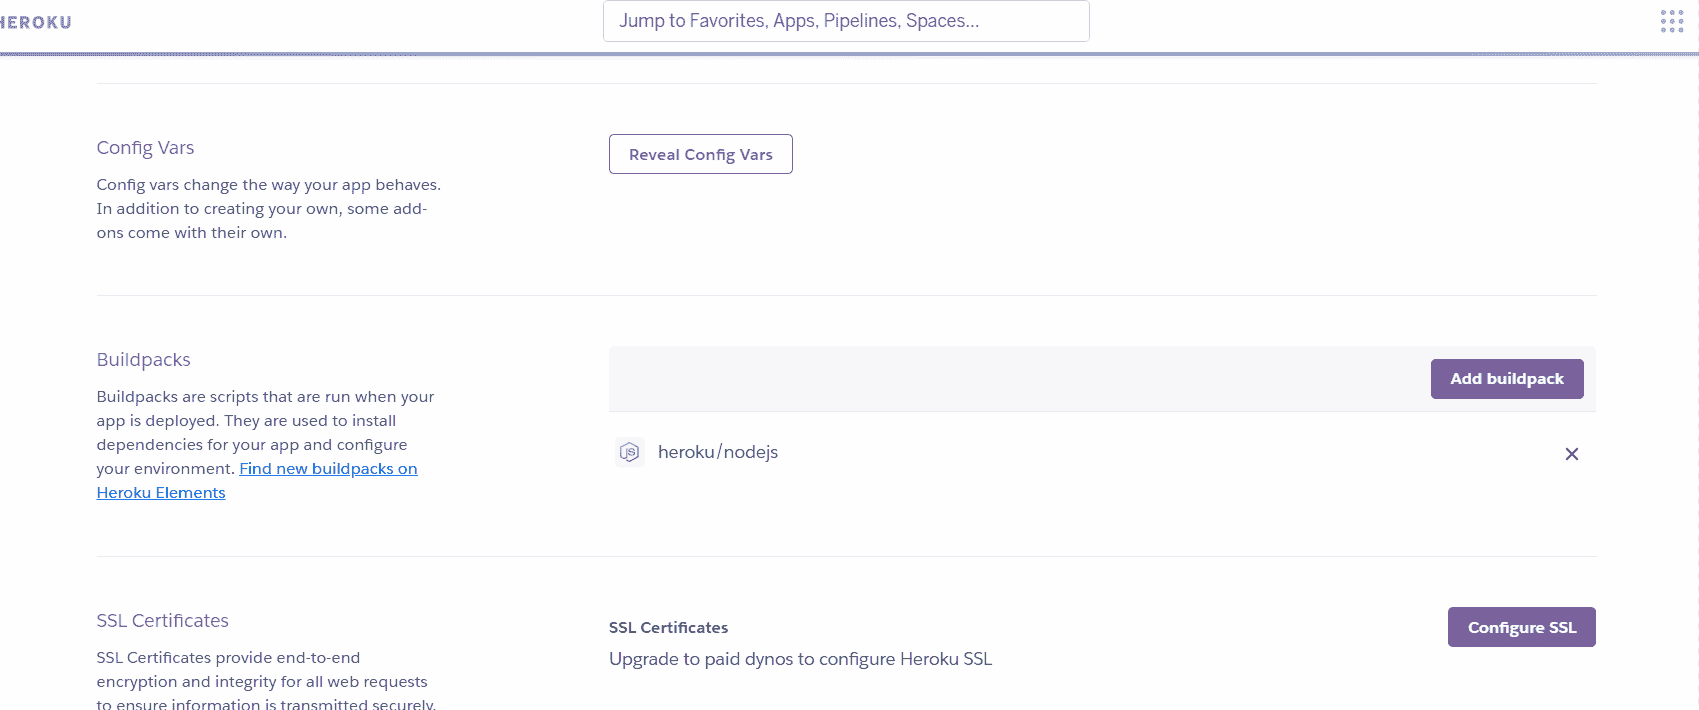 HEROKU
Jump to Favorites, Apps, Pipelines, Spaces...
Config Vars
Config vars change the way your app behaves.
In addition to creating your own, some add-
ons come with their own.
Reveal Config Vars
Buildpacks
Buildpacks are scripts that are run when your
app is deployed. They are used to install
dependencies for your app and configure
your environment. Find new buildpacks on
Heroku Elements
Add buildpack
JS
heroku/nodejs
SSL Certificates
SSL Certificates provide end-to-end
encryption and integrity for all web requests
to ensure information is transmitted securely.
SSL Certificates
Upgrade to paid dynos to configure Heroku SSL
Configure SSL